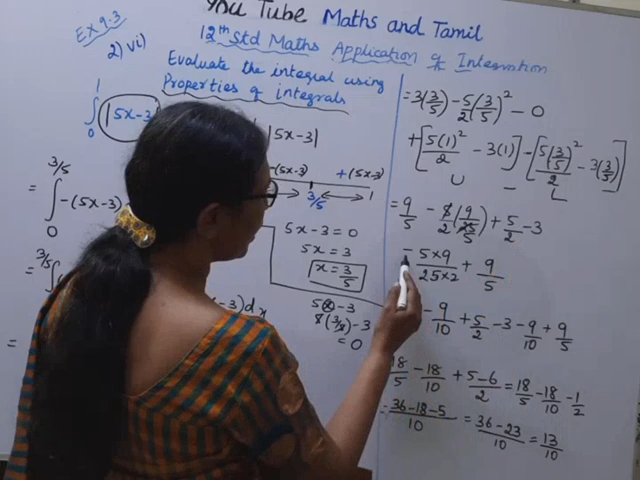 You Tube Maths and Tamil
EX 9.3
12th Std Maths Application of Integration
2) vi)
Evaluate the integral using
Properties of integrals
∫₀¹ |5x-3|
|5x-3|
-(5x-3) +(5x-3)
3/5 1
= ∫₀^{3/5} -(5x-3)
5x-3=0
5x=3
x=3/5
= ∫^{3/5}
-3)dx
5x-3
5(3/5)-3
=0
=
=3(3/5)-5/2(3/5)²-0
+[5(1)²/2-3(1)]-[5(3/5)²/2-3(3/5)]
U - L
=9/5-5/2(9/25)+5/2-3
-5×9/25×2+9/5
-9/10+5/2-3-9/10+9/5
18/5-18/10+5-6/2=18/5-18/10-1/2
=36-18-5/10=36-23/10=13/10